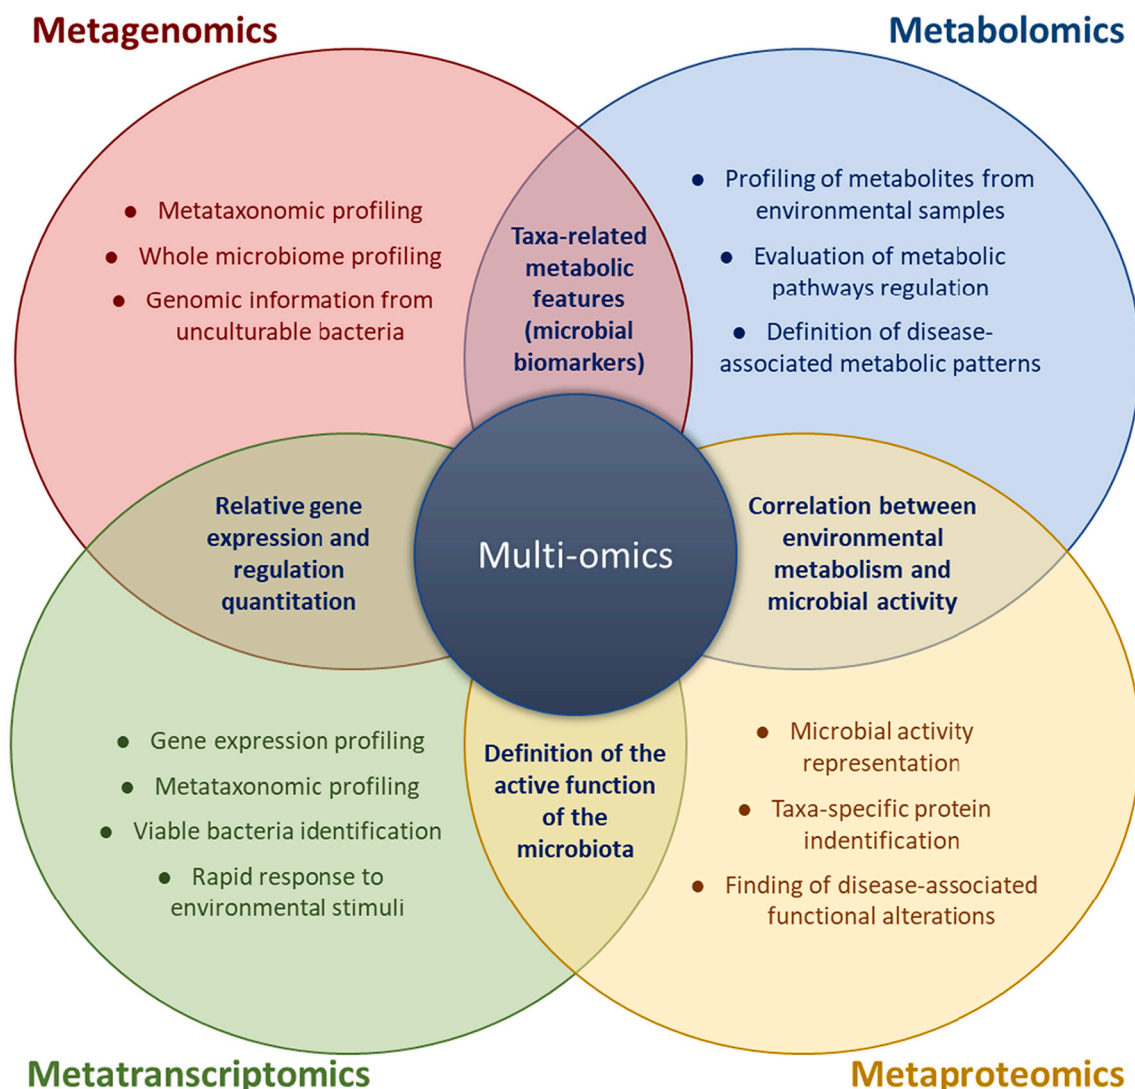 Metagenomics
Metabolomics
● Metataxonomic profiling
● Whole microbiome profiling
● Genomic information from
unculturable bacteria
Taxa-related
metabolic
features
(microbial
biomarkers)
● Profiling of metabolites from
environmental samples
● Evaluation of metabolic
pathways regulation
● Definition of disease-
associated metabolic patterns
Relative gene
expression and
regulation
quantitation
Multi-omics
Correlation between
environmental
metabolism and
microbial activity
● Gene expression profiling
● Metataxonomic profiling
● Viable bacteria identification
● Rapid response to
environmental stimuli
Definition of the
active function
of the
microbiota
● Microbial activity
representation
● Taxa-specific protein
indentification
● Finding of disease-associated
functional alterations
Metatranscriptomics
Metaproteomics